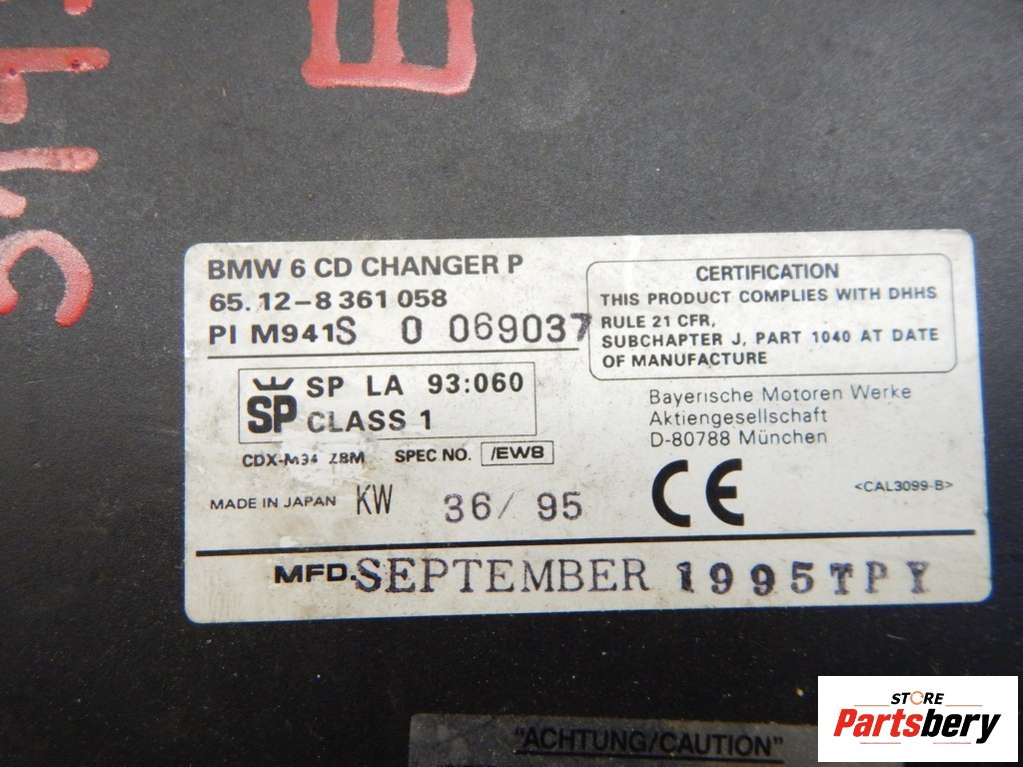 BMW 6 CD CHANGER P
65.12-8 361 058
PI M941S 0 069037
CERTIFICATION
THIS PRODUCT COMPLIES WITH DHHS
RULE 21 CFR,
SUBCHAPTER J, PART 1040 AT DATE
OF MANUFACTURE
SP
SP LA 93:060
CLASS 1
Bayerische Motoren Werke
Aktiengesellschaft
D-80788 München
SPEC NO. /EW8
MADE IN JAPAN KW 36/ 95
CE
<CAL3099-B>
MFD. SEPTEMBER 1995TPY
"ACHTUNG/CAUTION"
STORE
Partsbery